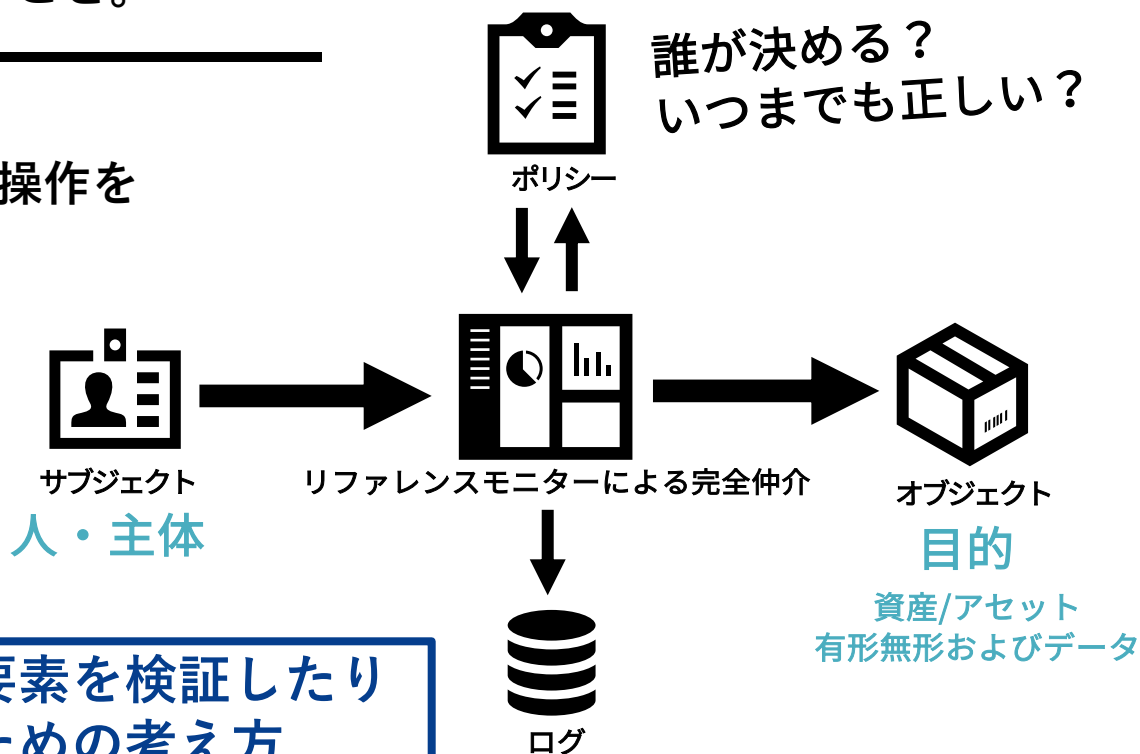 こと。
誰が決める？
いつまでも正しい？
ポリシー
操作を
サブジェクト
人・主体
リファレンスモニターによる完全仲介
オブジェクト
目的
資産/アセット
有形無形およびデータ
要素を検証したり
ための考え方
ログ